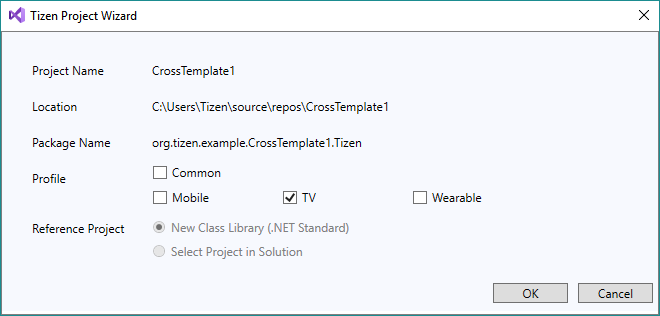 Tizen Project Wizard
Project Name CrossTemplate1
Location C:\Users\Tizen\source\repos\CrossTemplate1
Package Name org.tizen.example.CrossTemplate1.Tizen
Profile Common
Mobile TV Wearable
Reference Project New Class Library (.NET Standard)
Select Project in Solution
OK Cancel